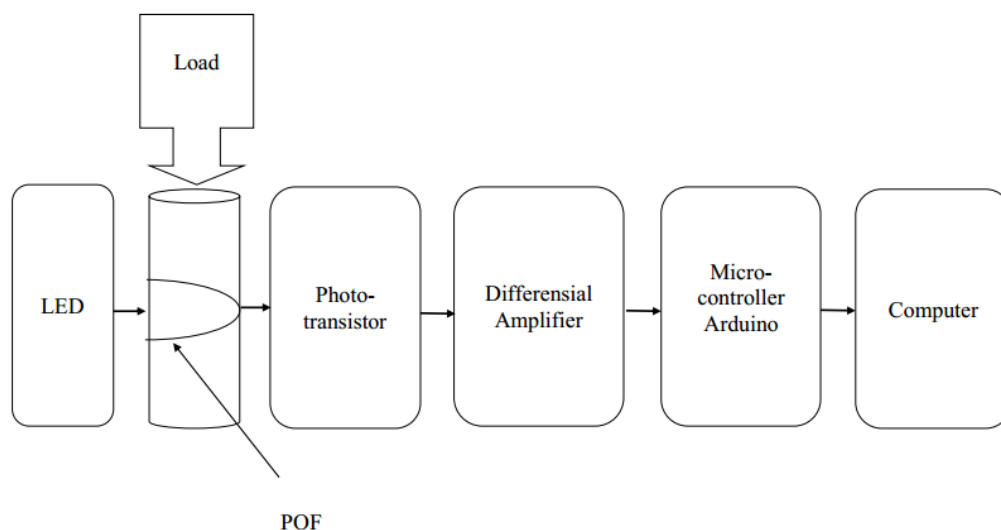 Load
LED
Photo-
transistor
Differensial
Amplifier
Micro-
controller
Arduino
Computer
POF